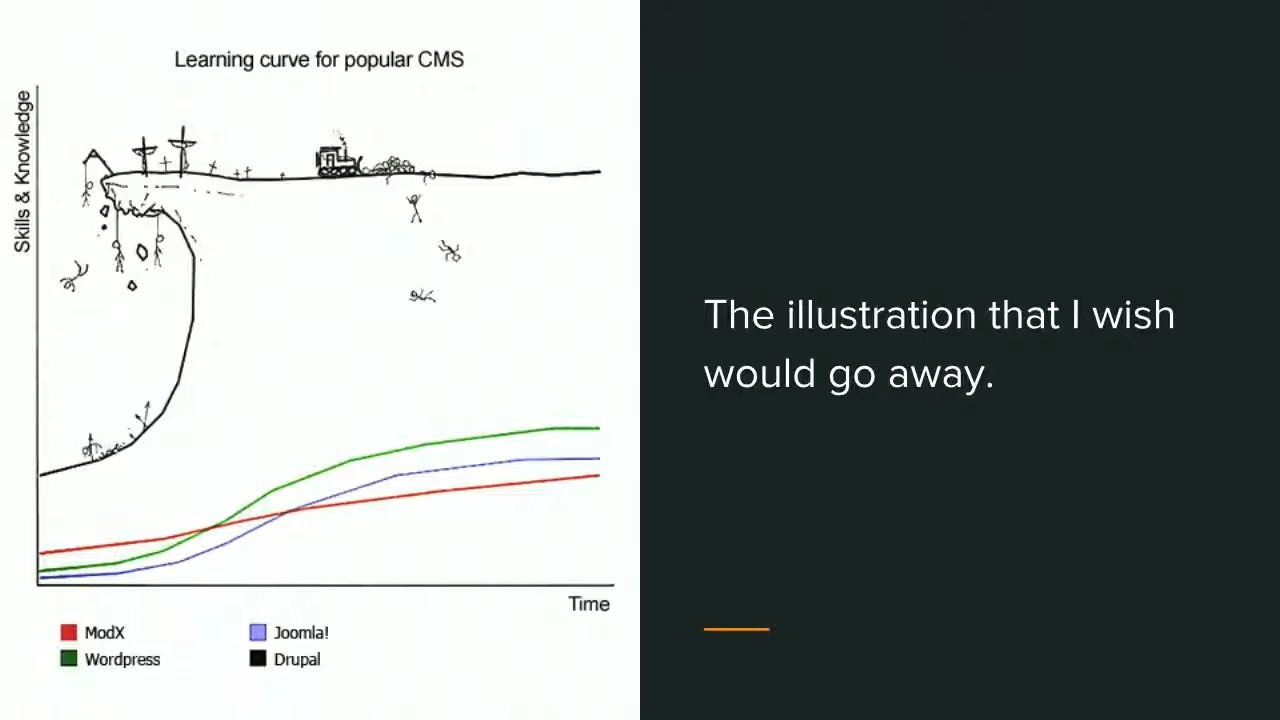 Learning curve for popular CMS
Skills & Knowledge
Time
ModX
Joomla!
Wordpress
Drupal
The illustration that I wish
would go away.